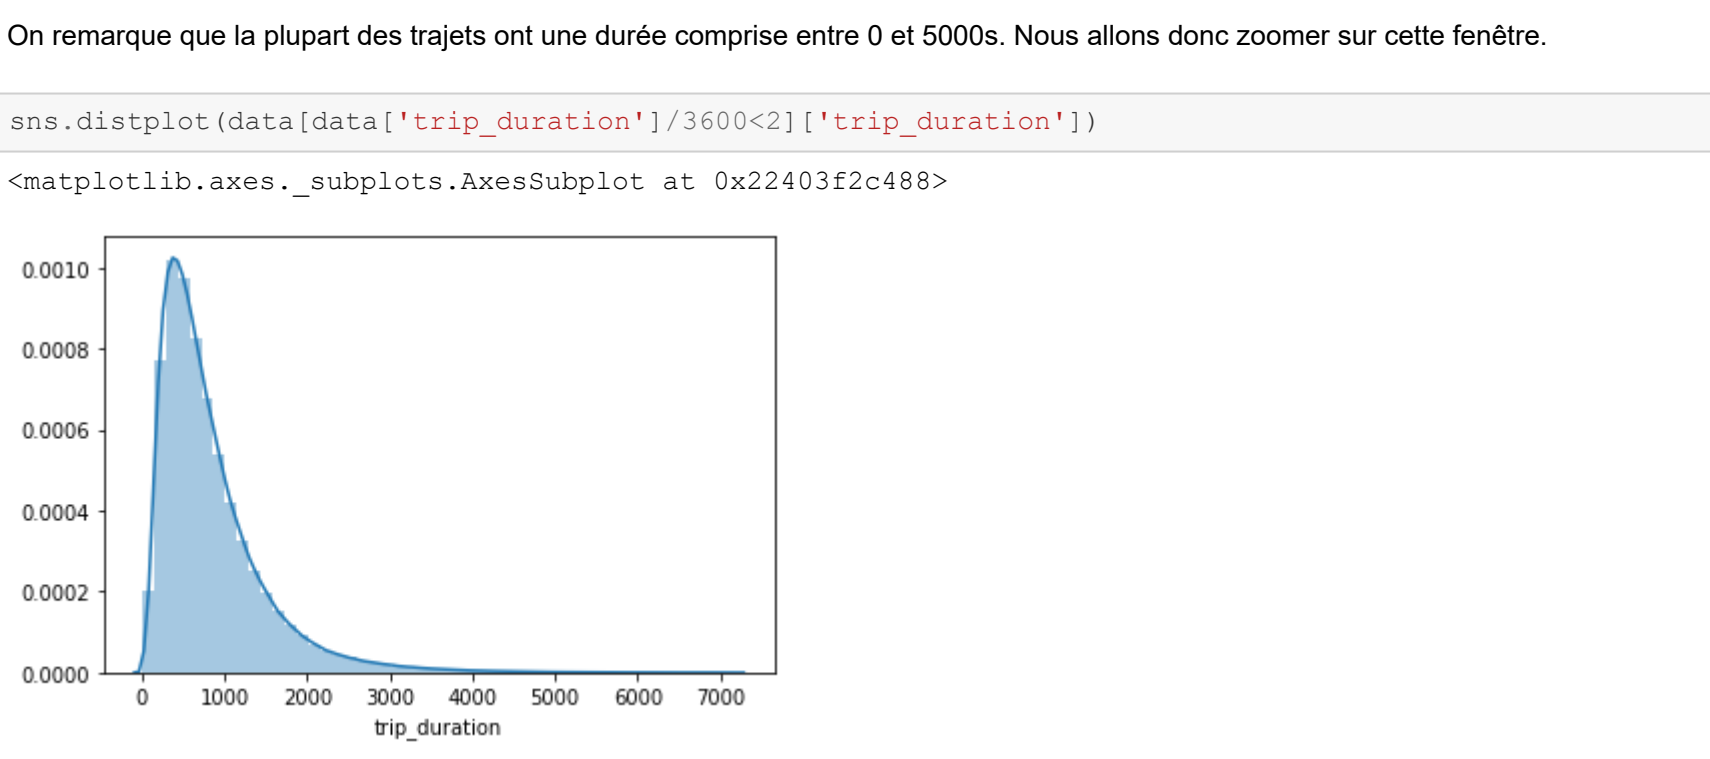 On remarque que la plupart des trajets ont une durée comprise entre 0 et 5000s. Nous allons donc zoomer sur cette fenêtre.
sns.distplot(data[data['trip_duration']/3600<2]['trip_duration'])
<matplotlib.axes._subplots.AxesSubplot at 0x22403f2c488>
0.0010
0.0008
0.0006
0.0004
0.0002
0.0000
0 1000 2000 3000 4000 5000 6000 7000
trip_duration